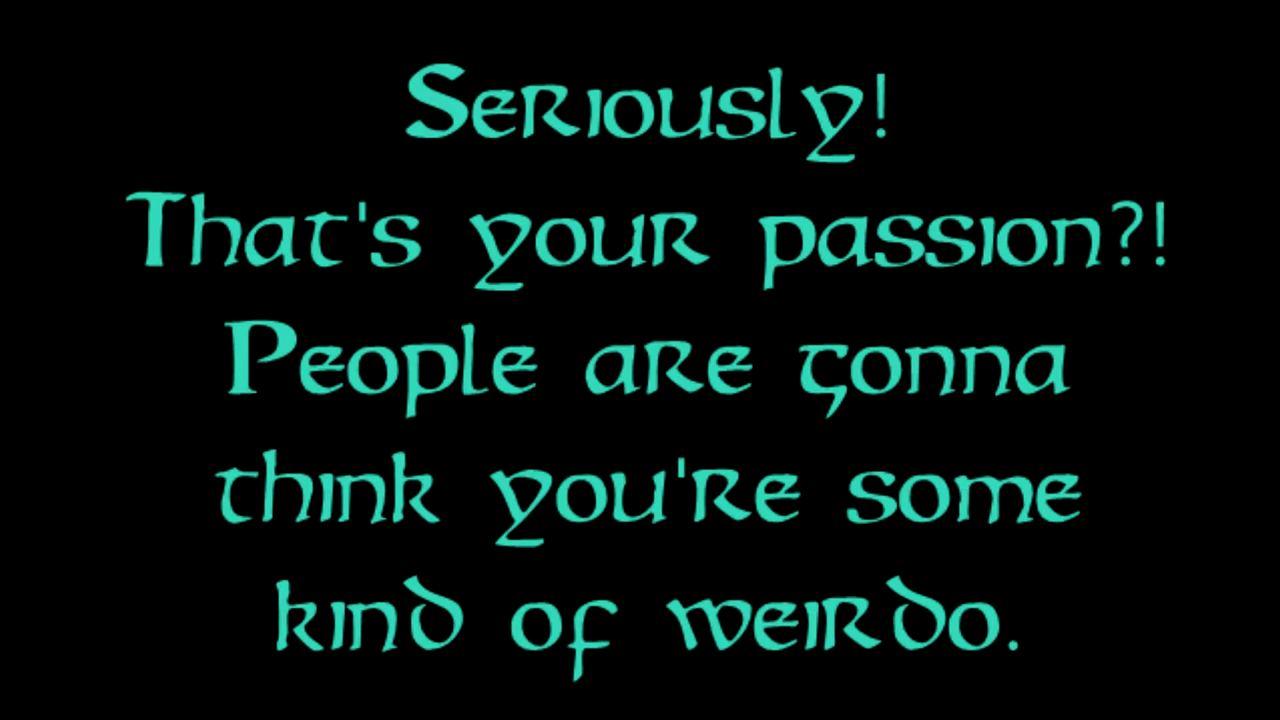 Seriously!
That's your passion?!
People are gonna
think you're some
kind of weirdo.